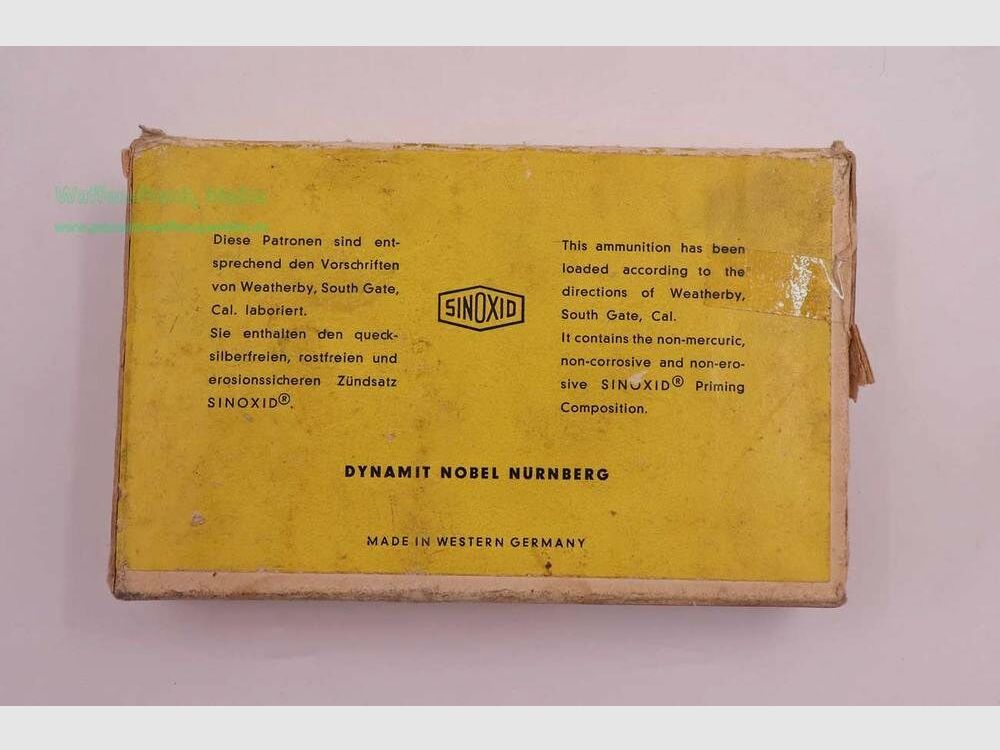 Diese Patronen sind ent-
sprechend den Vorschriften
von Weatherby, South Gate,
Cal. laboriert.
Sie enthalten den queck-
silberfreien, rostfreien und
erosionssicheren Zündsatz
SINOXID®.
SINOXID
This ammunition has been
loaded according to the
directions of Weatherby,
South Gate, Cal.
It contains the non-mercuric,
non-corrosive and non-ero-
sive SINOXID® Priming
Composition.
DYNAMIT NOBEL NURNBERG
MADE IN WESTERN GERMANY